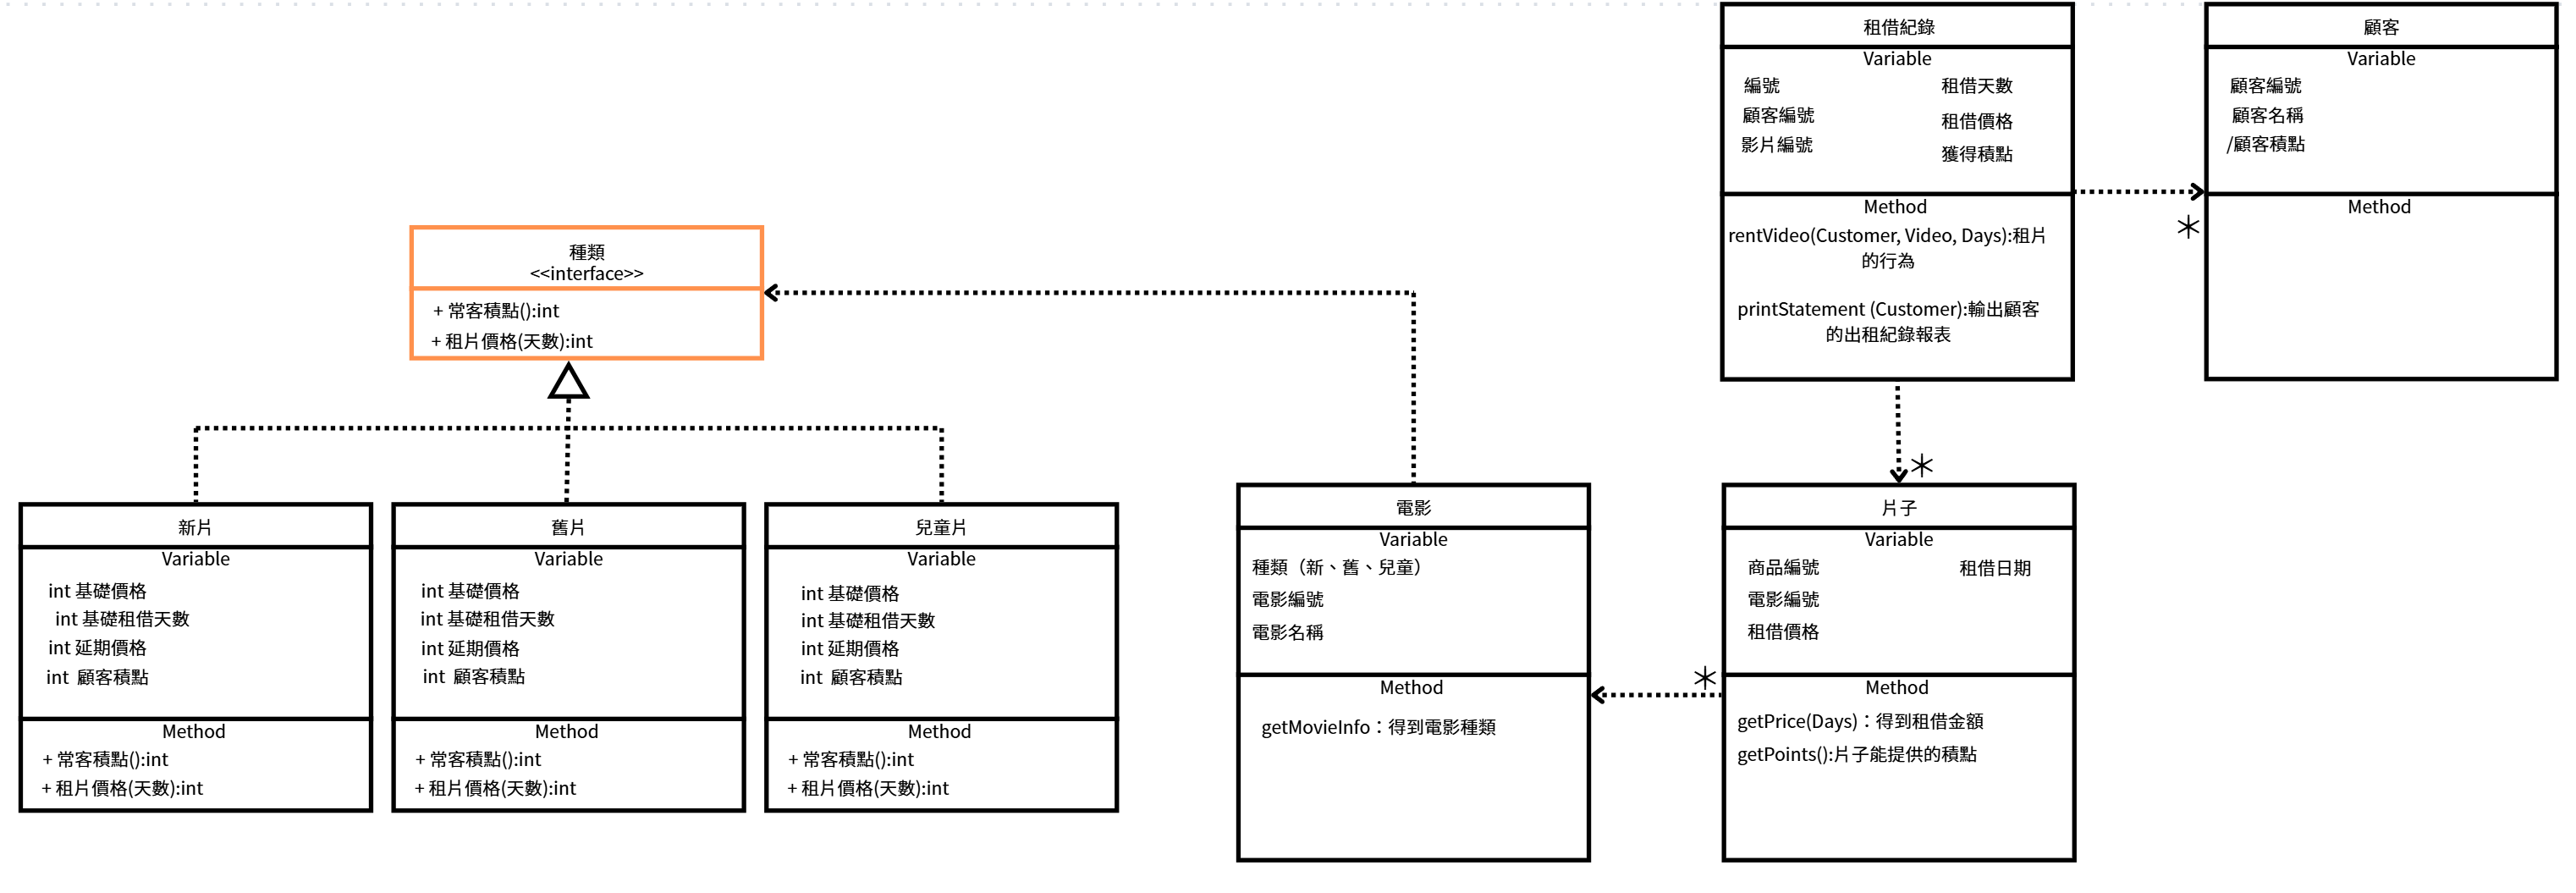 租借紀錄
Variable
編號
顧客編號
影片編號
租借天數
租借價格
獲得積點
Method
rentVideo(Customer, Video, Days):租片
的行為
printStatement (Customer):輸出顧客
的出租紀錄報表
顧客
Variable
顧客編號
顧客名稱
/顧客積點
Method
*
種類
<<interface>>
+ 常客積點():int
+ 租片價格(天數):int
新片
Variable
int 基礎價格
int 基礎租借天數
int 延期價格
int 顧客積點
Method
+ 常客積點():int
+ 租片價格(天數):int
舊片
Variable
int 基礎價格
int 基礎租借天數
int 延期價格
int 顧客積點
Method
+ 常客積點():int
+ 租片價格(天數):int
兒童片
Variable
int 基礎價格
int 基礎租借天數
int 延期價格
int 顧客積點
Method
+ 常客積點():int
+ 租片價格(天數):int
電影
Variable
種類（新、舊、兒童）
電影編號
電影名稱
Method
getMovieInfo：得到電影種類
*
*
片子
Variable
商品編號
電影編號
租借價格
租借日期
Method
getPrice(Days)：得到租借金額
getPoints():片子能提供的積點